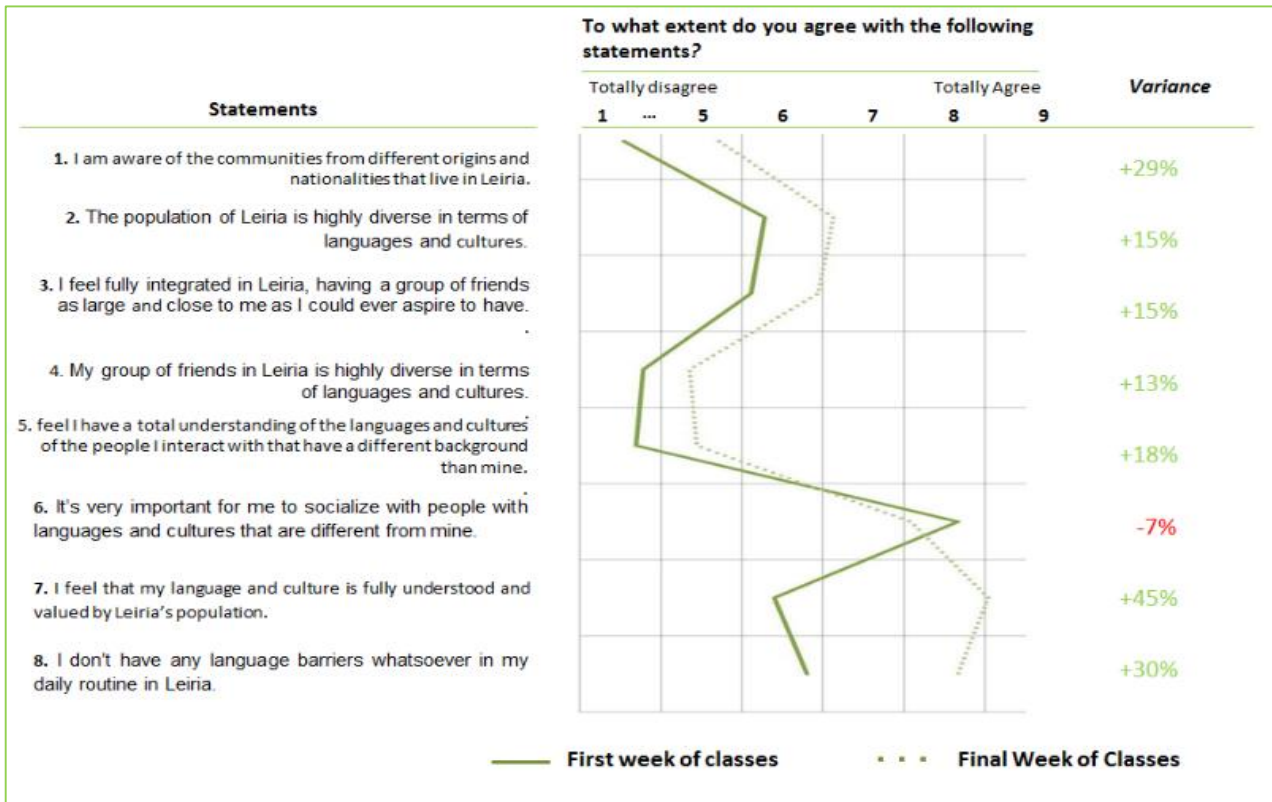 To what extent do you agree with the following
statements?
Totally disagree
Totally Agree
Variance
Statements
1 ... 5 6 7 8 9
1. I am aware of the communities from different origins and
nationalities that live in Leiria.
+29%
2. The population of Leiria is highly diverse in terms of
languages and cultures.
+15%
3. I feel fully integrated in Leiria, having a group of friends
as large and close to me as I could ever aspire to have.
.
+15%
4. My group of friends in Leiria is highly diverse in terms
of languages and cultures.
.
+13%
5. feel I have a total understanding of the languages and cultures
of the people I interact with that have a different background
than mine.
.
+18%
6. It's very important for me to socialize with people with
languages and cultures that are different from mine.
-7%
7. I feel that my language and culture is fully understood and
valued by Leiria's population.
+45%
8. I don't have any language barriers whatsoever in my
daily routine in Leiria.
+30%
First week of classes
Final Week of Classes